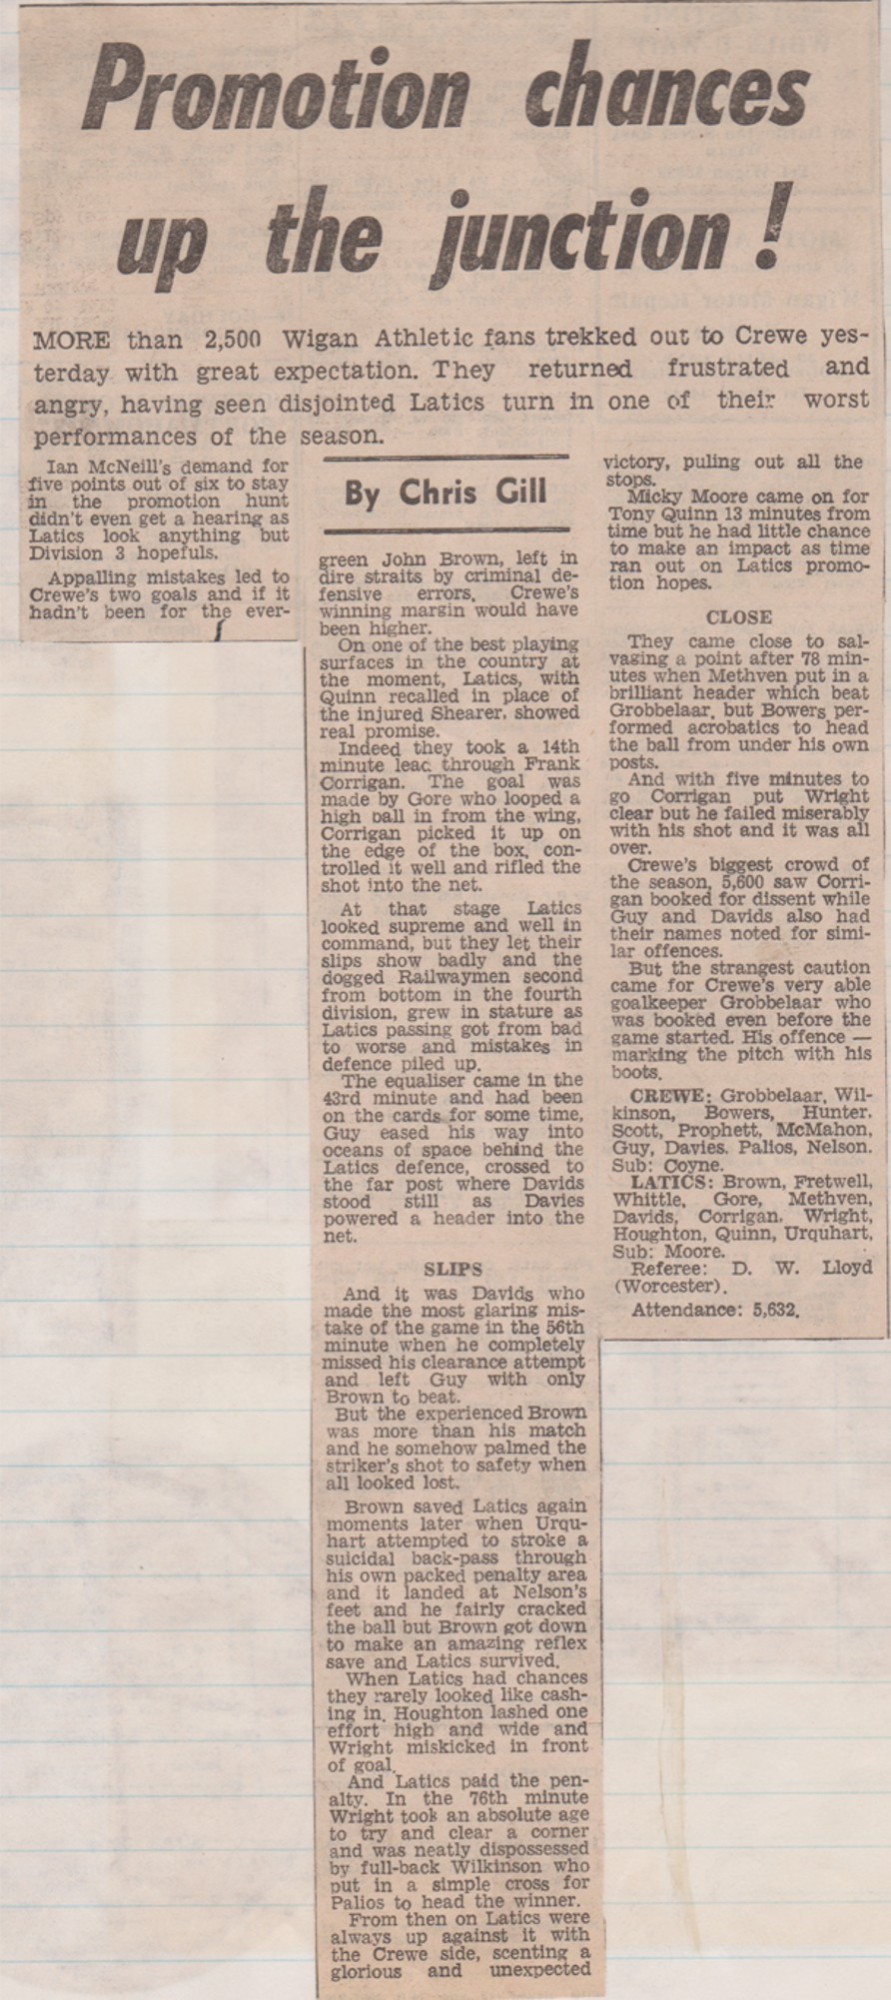 Promotion chances
up the junction!
MORE than 2,500 Wigan Athletic fans trekked out to Crewe yes-
terday with great expectation. They returned frustrated and
angry, having seen disjointed Latics turn in one of their worst
performances of the season.
Ian McNeill's demand for
five points out of six to stay
in the promotion hunt
didn't even get a hearing as
Latics look anything but
Division 3 hopefuls.
Appalling mistakes led to
Crewe's two goals and if it
hadn't been for the ever-
By Chris Gill
green John Brown, left in
dire straits by criminal de-
fensive errors, Crewe's
winning margin would have
been higher.
On one of the best playing
surfaces in the country at
the moment, Latics, with
Quinn recalled in place of
the injured Shearer, showed
real promise.
Indeed they took a 14th
minute lead through Frank
Corrigan. The goal was
made by Gore who looped a
high ball in from the wing,
Corrigan picked it up on
the edge of the box, con-
trolled it well and rifled the
shot into the net.
At that stage Latics
looked supreme and well in
command, but they let their
slips show badly and the
dogged Railwaymen second
from bottom in the fourth
division, grew in stature as
Latics passing got from bad
to worse and mistakes in
defence piled up.
The equaliser came in the
43rd minute and had been
on the cards for some time,
Guy eased his way into
oceans of space behind the
Latics defence, crossed to
the far post where Davids
stood still as Davies
powered a header into the
net.
SLIPS
And it was Davids who
made the most glaring mis-
take of the game in the 56th
minute when he completely
missed his clearance attempt
and left Guy with only
Brown to beat.
But the experienced Brown
was more than his match
and he somehow palmed the
striker's shot to safety when
all looked lost.
Brown saved Latics again
moments later when Urqu-
hart attempted to stroke a
suicidal back-pass through
his own packed penalty area
and it landed at Nelson's
feet and he fairly cracked
the ball but Brown got down
to make an amazing reflex
save and Latics survived.
When Latics had chances
they rarely looked like cash-
ing in. Houghton lashed one
effort high and wide and
Wright miskicked in front
of goal.
And Latics paid the pen-
alty. In the 76th minute
Wright took an absolute age
to try and clear a corner
and was neatly dispossessed
by full-back Wilkinson who
put in a simple cross for
Palios to head the winner.
From then on Latics were
always up against it with
the Crewe side, scenting a
glorious and unexpected
victory, puling out all the
stops.
Micky Moore came on for
Tony Quinn 13 minutes from
time but he had little chance
to make an impact as time
ran out on Latics promo-
tion hopes.
CLOSE
They came close to sal-
vaging a point after 78 min-
utes when Methven put in a
brilliant header which beat
Grobbelaar, but Bowers per-
formed acrobatics to head
the ball from under his own
posts.
And with five minutes to
go Corrigan put Wright
clear but he failed miserably
with his shot and it was all
over.
Crewe's biggest crowd of
the season, 5,600 saw Corri-
gan booked for dissent while
Guy and Davids also had
their names noted for simi-
lar offences.
But the strangest caution
came for Crewe's very able
goalkeeper Grobbelaar who
was booked even before the
game started. His offence —
marking the pitch with his
boots.
CREWE: Grobbelaar, Wil-
kinson, Bowers, Hunter.
Scott, Prophett, McMahon,
Guy, Davies. Palios, Nelson.
Sub: Coyne.
LATICS: Brown, Fretwell,
Whittle, Gore, Methven,
Davids, Corrigan. Wright,
Houghton, Quinn, Urquhart,
Sub: Moore.
Referee: D. W. Lloyd
(Worcester).
Attendance: 5,632.